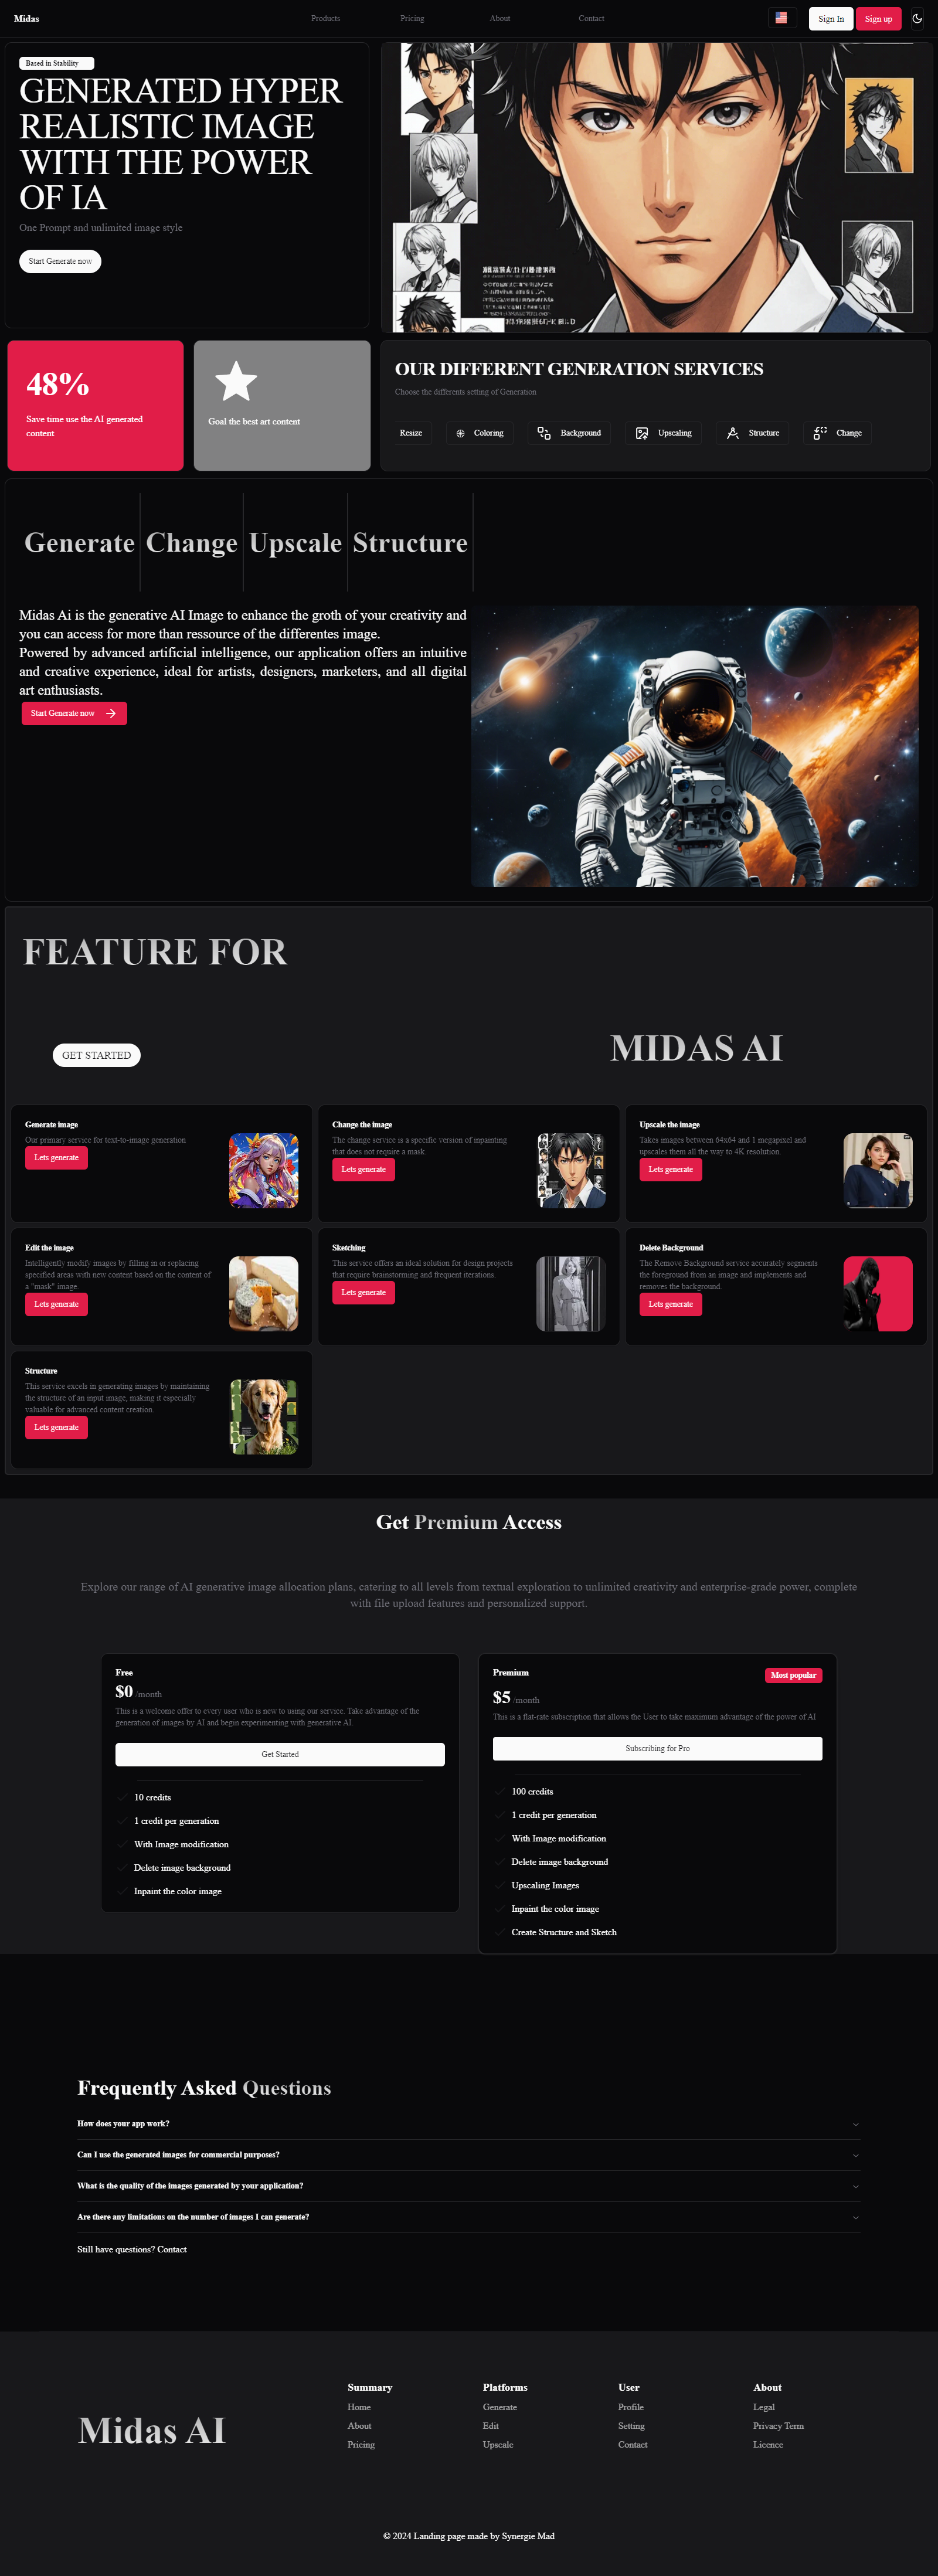 Midas
Products
Pricing
About
Contact
Sign In
Sign up
Based in Stability
GENERATED HYPER
REALISTIC IMAGE
WITH THE POWER
OF IA
One Prompt and unlimited image style
Start Generate now
48%
Save time use the AI generated
content
Goal the best art content
OUR DIFFERENT GENERATION SERVICES
Choose the differents setting of Generation
Resize
Coloring
Background
Upscaling
Structure
Change
Generate
Change
Upscale
Structure
Midas Ai is the generative AI Image to enhance the groth of your creativity and
you can access for more than ressource of the differentes image.
Powered by advanced artificial intelligence, our application offers an intuitive
and creative experience, ideal for artists, designers, marketers, and all digital
art enthusiasts.
Start Generate now
FEATURE FOR
GET STARTED
MIDAS AI
Generate image
Our primary service for text-to-image generation
Lets generate
Change the image
The change service is a specific version of inpainting
that does not require a mask.
Lets generate
Upscale the image
Takes images between 64x64 and 1 megapixel and
upscales them all the way to 4K resolution.
Lets generate
Edit the image
Intelligently modify images by filling in or replacing
specified areas with new content based on the content of
a "mask" image.
Lets generate
Sketching
This service offers an ideal solution for design projects
that require brainstorming and frequent iterations.
Lets generate
Delete Background
The Remove Background service accurately segments
the foreground from an image and implements and
removes the background.
Lets generate
Structure
This service excels in generating images by maintaining
the structure of an input image, making it especially
valuable for advanced content creation.
Lets generate
Get Premium Access
Explore our range of AI generative image allocation plans, catering to all levels from textual exploration to unlimited creativity and enterprise-grade power, complete
with file upload features and personalized support.
Free
$0 /month
This is a welcome offer to every user who is new to using our service. Take advantage of the
generation of images by AI and begin experimenting with generative AI.
Get Started
10 credits
1 credit per generation
With Image modification
Delete image background
Inpaint the color image
Premium
Most popular
$5 /month
This is a flat-rate subscription that allows the User to take maximum advantage of the power of AI
Subscribing for Pro
100 credits
1 credit per generation
With Image modification
Delete image background
Upscaling Images
Inpaint the color image
Create Structure and Sketch
Frequently Asked Questions
How does your app work?
Can I use the generated images for commercial purposes?
What is the quality of the images generated by your application?
Are there any limitations on the number of images I can generate?
Still have questions? Contact
Midas AI
Summary
Home
About
Pricing
Platforms
Generate
Edit
Upscale
User
Profile
Setting
Contact
About
Legal
Privacy Term
Licence
© 2024 Landing page made by Synergie Mad